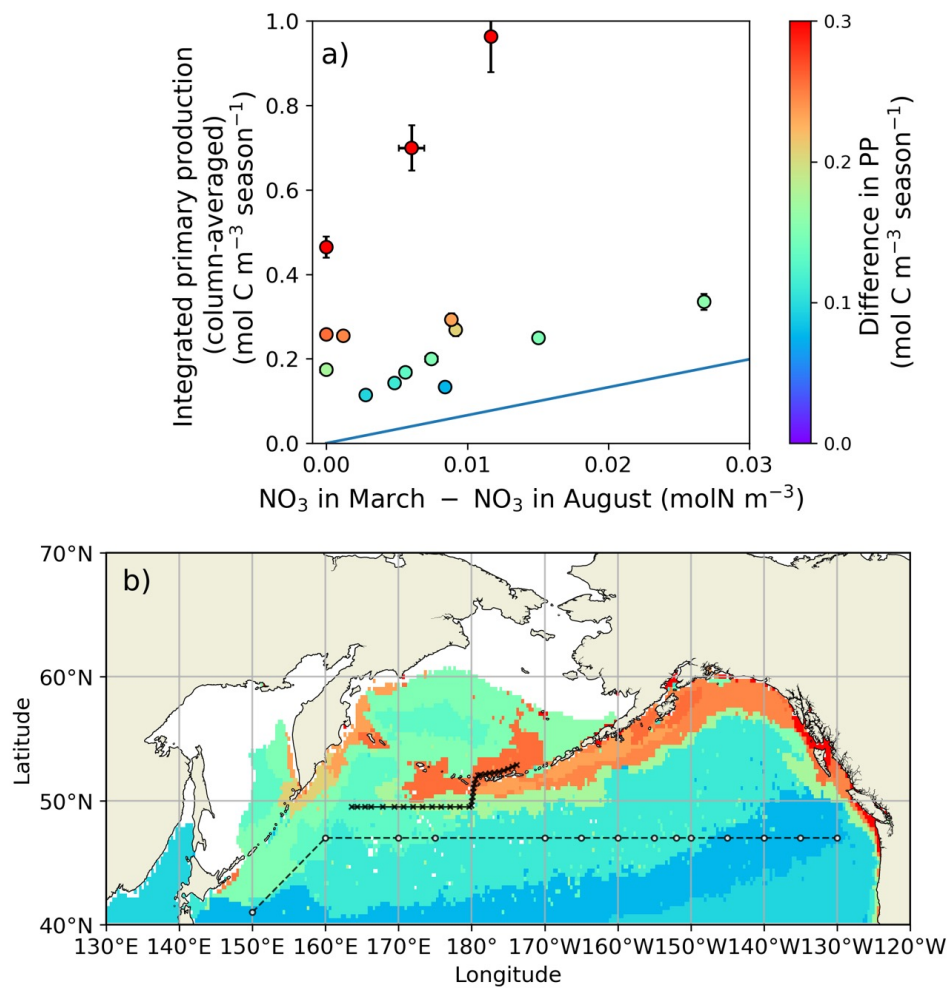 a)
Integrated primary production
(column-averaged)
(mol C m⁻³ season⁻¹)
1.0
0.8
0.6
0.4
0.2
0.0
0.00 0.01 0.02 0.03
NO₃ in March − NO₃ in August (molN m⁻³)
0.3
0.2
0.1
0.0
Difference in PP
(mol C m⁻³ season⁻¹)
b)
Latitude
70°N
60°N
50°N
40°N
130°E 140°E 150°E 160°E 170°E 180° 170°W 160°W 150°W 140°W 130°W 120°W
Longitude